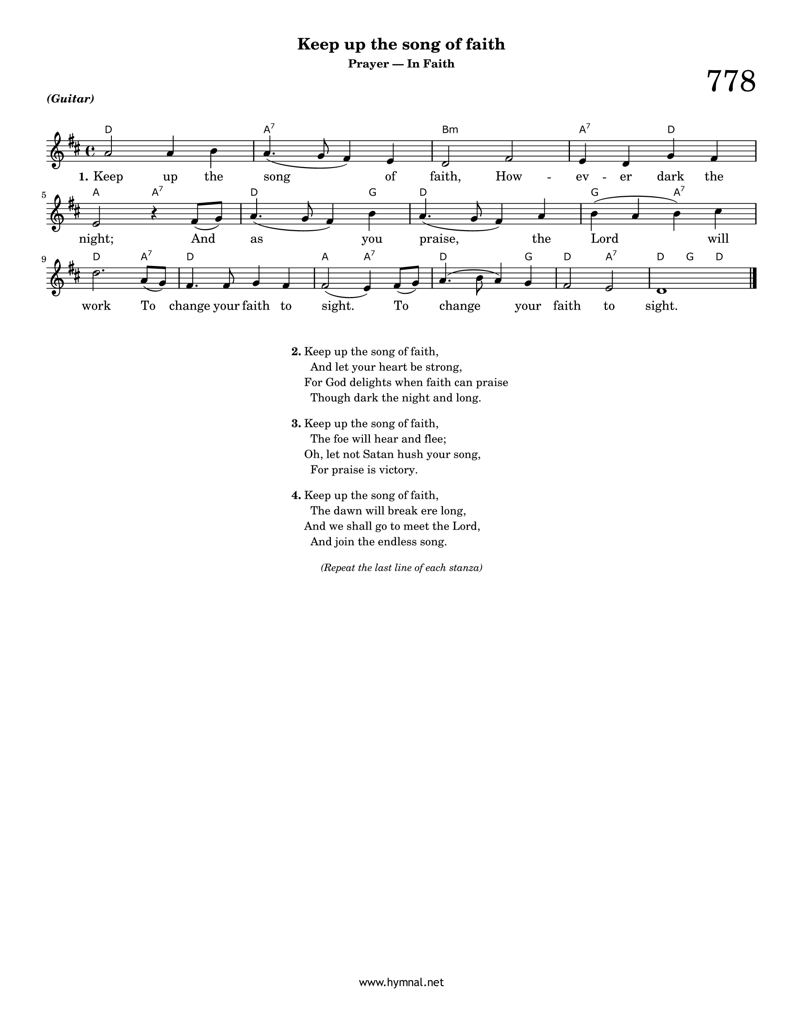 Keep up the song of faith
Prayer — In Faith
778
(Guitar)
D A7 Bm A7 D
1. Keep up the song of faith, How - ev - er dark the
5
A A7 D G D G A7
night; And as you praise, the Lord will
9
D A7 D A A7 D G D A7 D G D
work To change your faith to sight. To change your faith to sight.
2. Keep up the song of faith,
And let your heart be strong,
For God delights when faith can praise
Though dark the night and long.
3. Keep up the song of faith,
The foe will hear and flee;
Oh, let not Satan hush your song,
For praise is victory.
4. Keep up the song of faith,
The dawn will break ere long,
And we shall go to meet the Lord,
And join the endless song.
(Repeat the last line of each stanza)
www.hymnal.net